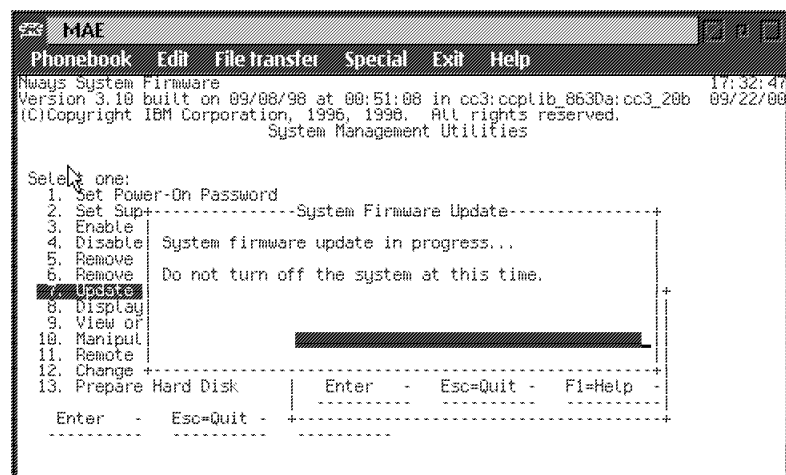 MAE
Phonebook Edit File transfer Special Exit Help
Nways System Firmware 17:32:47
Version 3.10 built on 09/08/98 at 00:51:08 in cc3:ccplib_863Da:cc3_20b 09/22/00
(C)Copyright IBM Corporation, 1996, 1998. All rights reserved.
System Management Utilities
Select one:
1. Set Power-On Password
2. Set Sup
System Firmware Update
3. Enable
4. Disable
System firmware update in progress...
5. Remove
6. Remove
Do not turn off the system at this time.
7. Update
8. Display
9. View or
10. Manipul
11. Remote
12. Change
13. Prepare Hard Disk
Enter - Esc=Quit - F1=Help -
Enter - Esc=Quit -